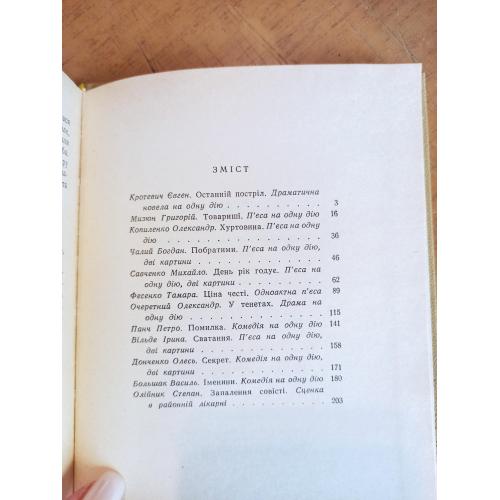 ЗМІСТ
Кротевич Євген. Останній постріл. Драматична
новела на одну дію . . . . . . . . . . . 3
Мизюн Григорій. Товариші. П'єса на одну дію 16
Копиленко Олександр. Хуртовина. П'єса на одну
дію . . . . . . . . . . . . . . . . 36
Чалий Богдан. Побратими. П'єса на одну дію,
дві картини . . . . . . . . . . . . . 46
Савченко Михайло. День рік годує. П'єса на
одну дію, дві картини . . . . . . . . . 62
Фесенко Тамара. Ціна честі. Одноактна п'єса 89
Очеретний Олександр. У тенетах. Драма на
одну дію . . . . . . . . . . . . . . 115
Панч Петро. Помилка. Комедія на одну дію 141
Вільде Ірина. Сватання. П'єса на одну дію,
дві картини . . . . . . . . . . . . . 158
Донченко Олесь. Секрет. Комедія на одну дію,
дві картини . . . . . . . . . . . . . 171
Большак Василь. Іменини. Комедія на одну дію 180
Олійник Степан. Запалення совісті. Сценка
в районній лікарні . . . . . . . . . . 203